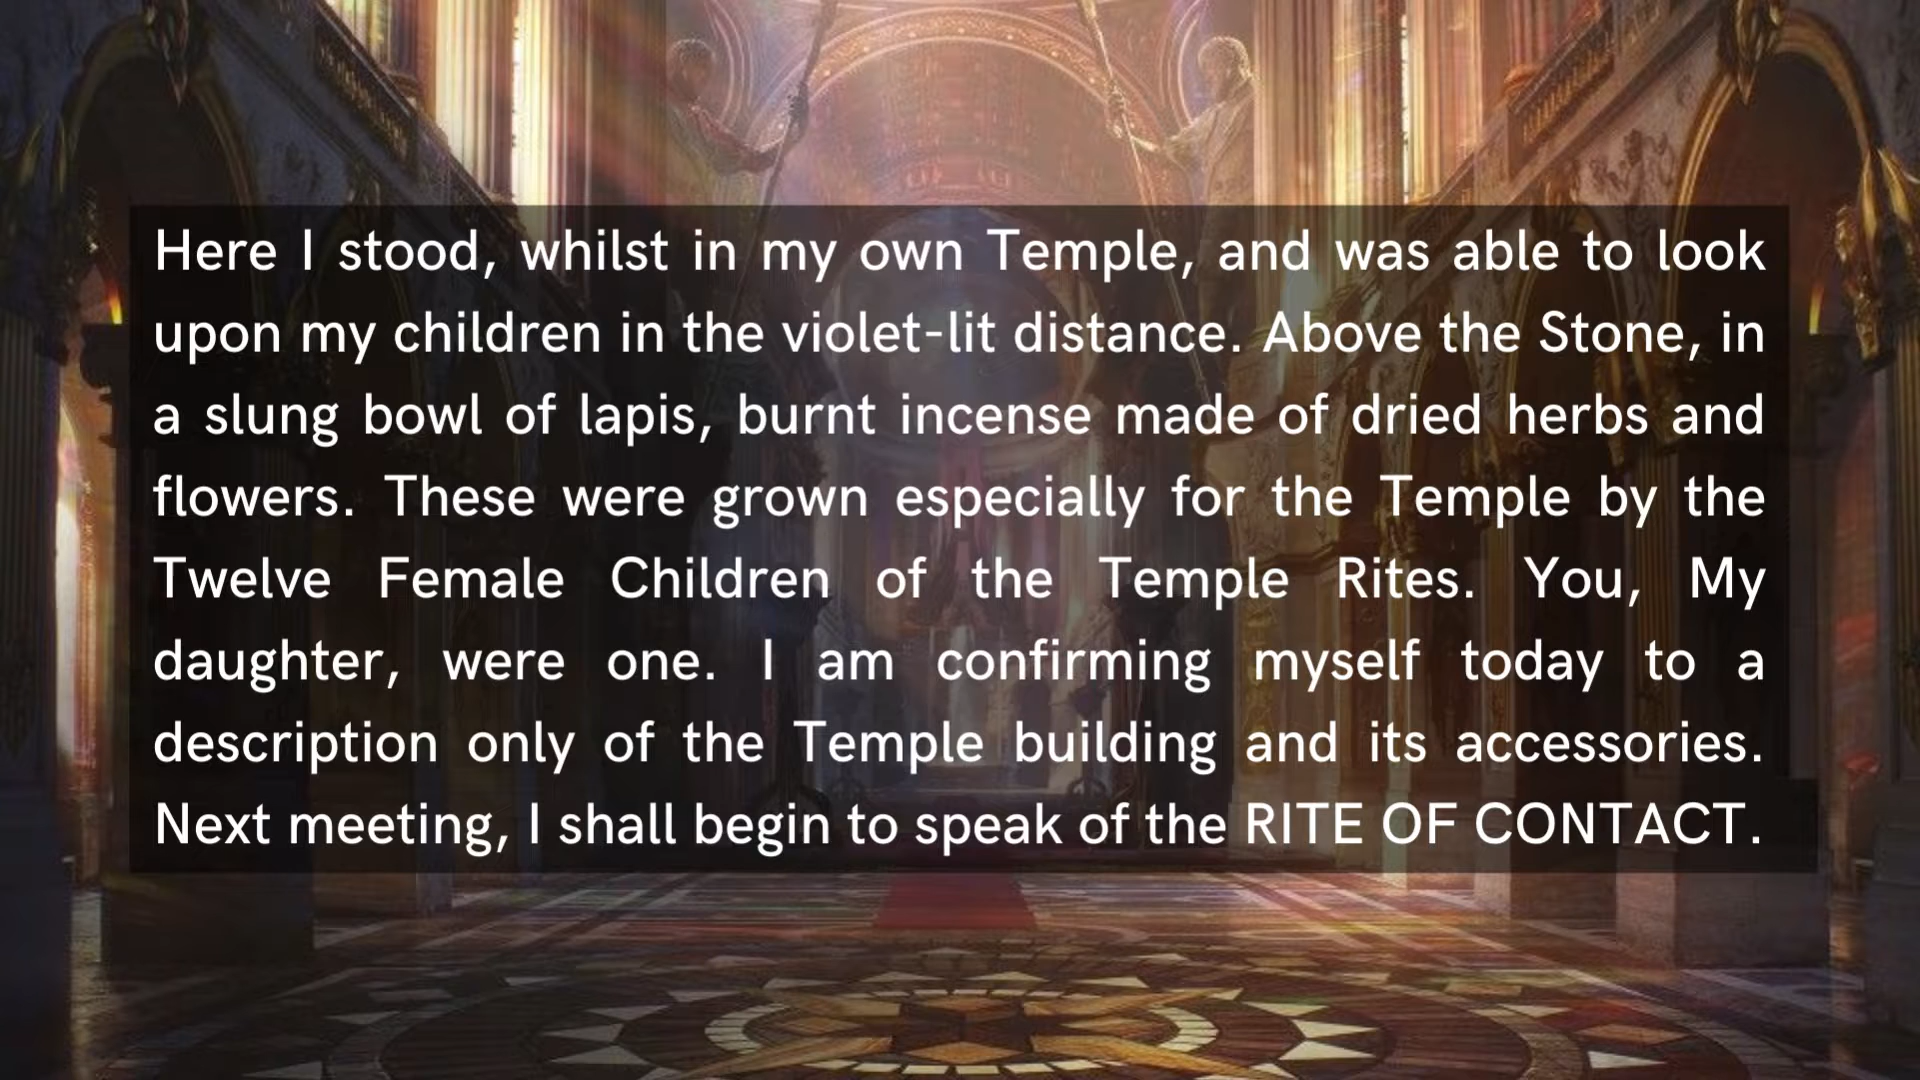 Here I stood, whilst in my own Temple, and was able to look
upon my children in the violet-lit distance. Above the Stone, in
a slung bowl of lapis, burnt incense made of dried herbs and
flowers. These were grown especially for the Temple by the
Twelve Female Children of the Temple Rites. You, My
daughter, were one. I am confirming myself today to a
description only of the Temple building and its accessories.
Next meeting, I shall begin to speak of the RITE OF CONTACT.